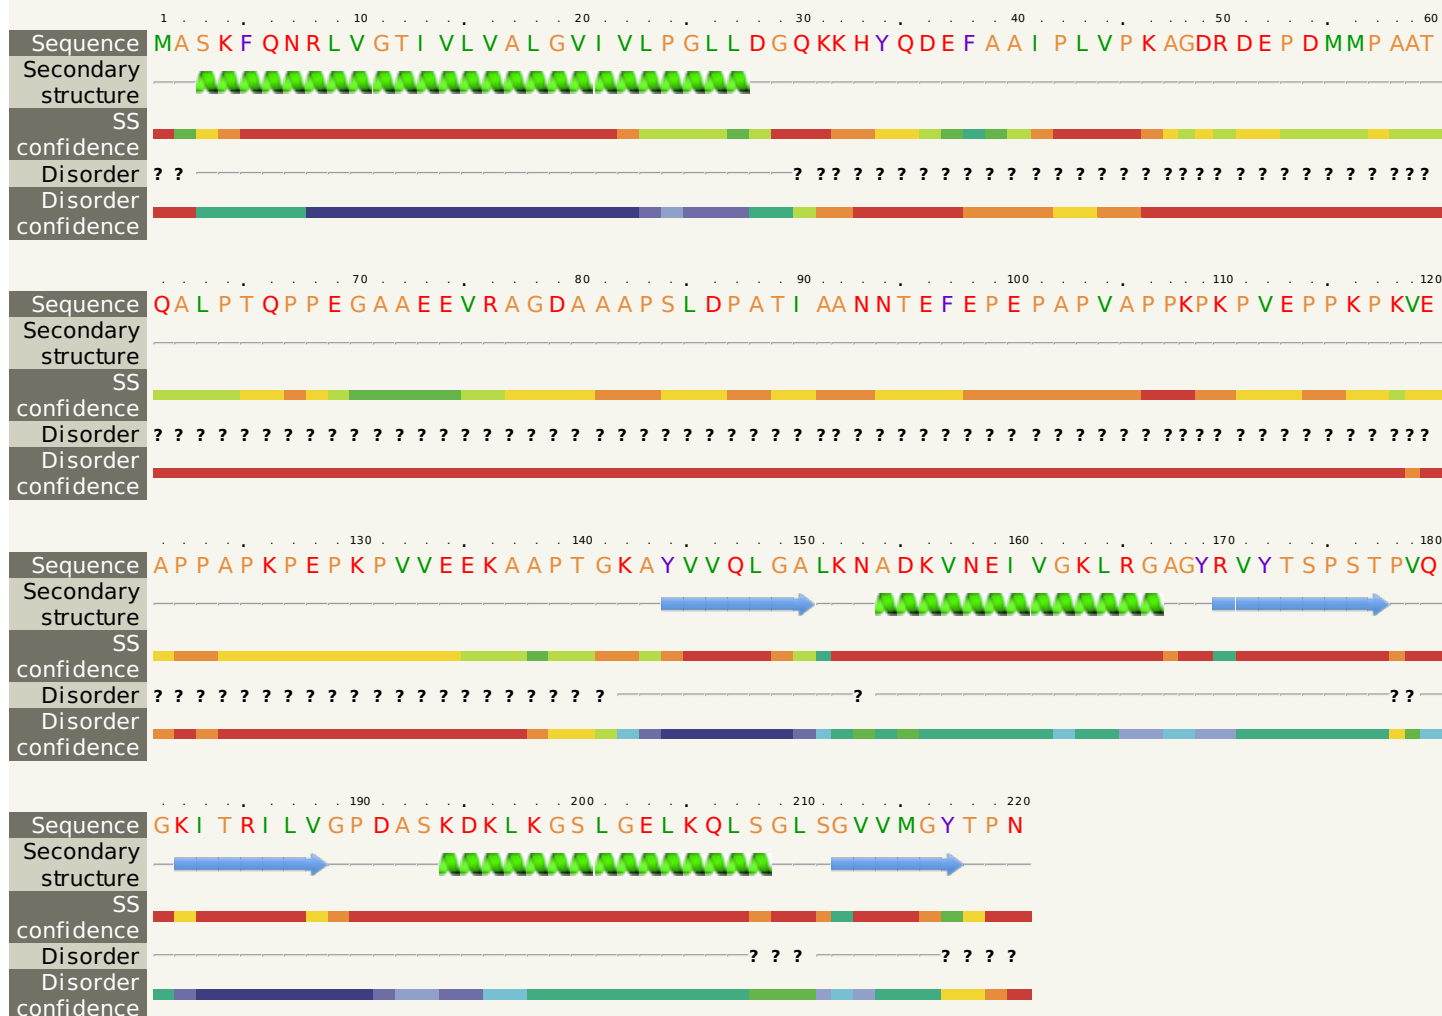 1 10 20 30 40 50 60
Sequence MASKFQNRLVGTIVLVALGVIVLPGLLDGQKKHYQDEFAAIPLVPKAGDRDEPDMMPAAT
Secondary
structure
SS
confidence
Disorder ? ? ? ? ? ? ? ? ? ? ? ? ? ? ? ? ? ? ? ? ? ? ? ? ? ? ? ? ? ? ? ? ?
Disorder
confidence
70 80 90 100 110 120
Sequence QALPTQPPEGAAEEVRAGDAAAPSLDPATIAANNTEFEPEPAPVAPPKPKPVEPPKPKVE
Secondary
structure
SS
confidence
Disorder ? ? ? ? ? ? ? ? ? ? ? ? ? ? ? ? ? ? ? ? ? ? ? ? ? ? ? ? ? ? ? ? ? ? ? ? ? ? ? ? ? ? ? ? ? ? ? ? ? ? ? ? ? ? ? ? ? ? ? ?
Disorder
confidence
130 140 150 160 170 180
Sequence APPAPKPEPKPVVEEKAAPTGKAYVVQLGALKNADKVNEIVGKLRGAGYRVYTSPSTPVQ
Secondary
structure
SS
confidence
Disorder ? ? ? ? ? ? ? ? ? ? ? ? ? ? ? ? ? ? ? ? ? ? ? ?
Disorder
confidence
190 200 210 220
Sequence GKITRILVGPDASKDKLKGSLGELKQLSGLSGVVMGYTPN
Secondary
structure
SS
confidence
Disorder ? ? ? ? ? ? ?
Disorder
confidence